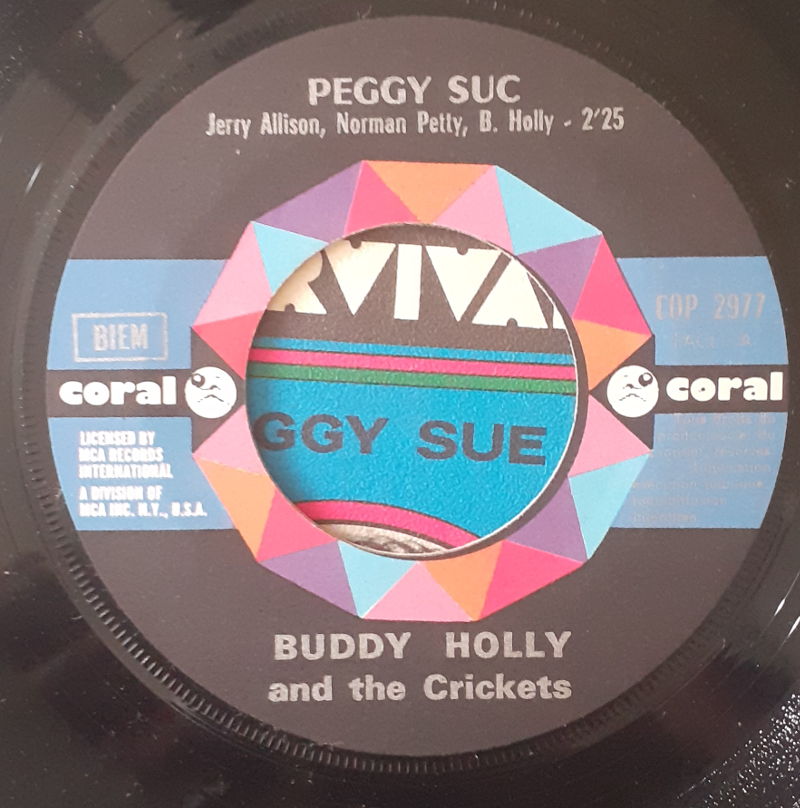 PEGGY SUC
Jerry Allison, Norman Petty, B. Holly - 2'25
RVIVA
BIEM
COP 2977
coral
coral
GGY SUE
LICENSED BY
MCA RECORDS
INTERNATIONAL
A DIVISION OF
MCA INC. N.Y., U.S.A.
BUDDY HOLLY
and the Crickets